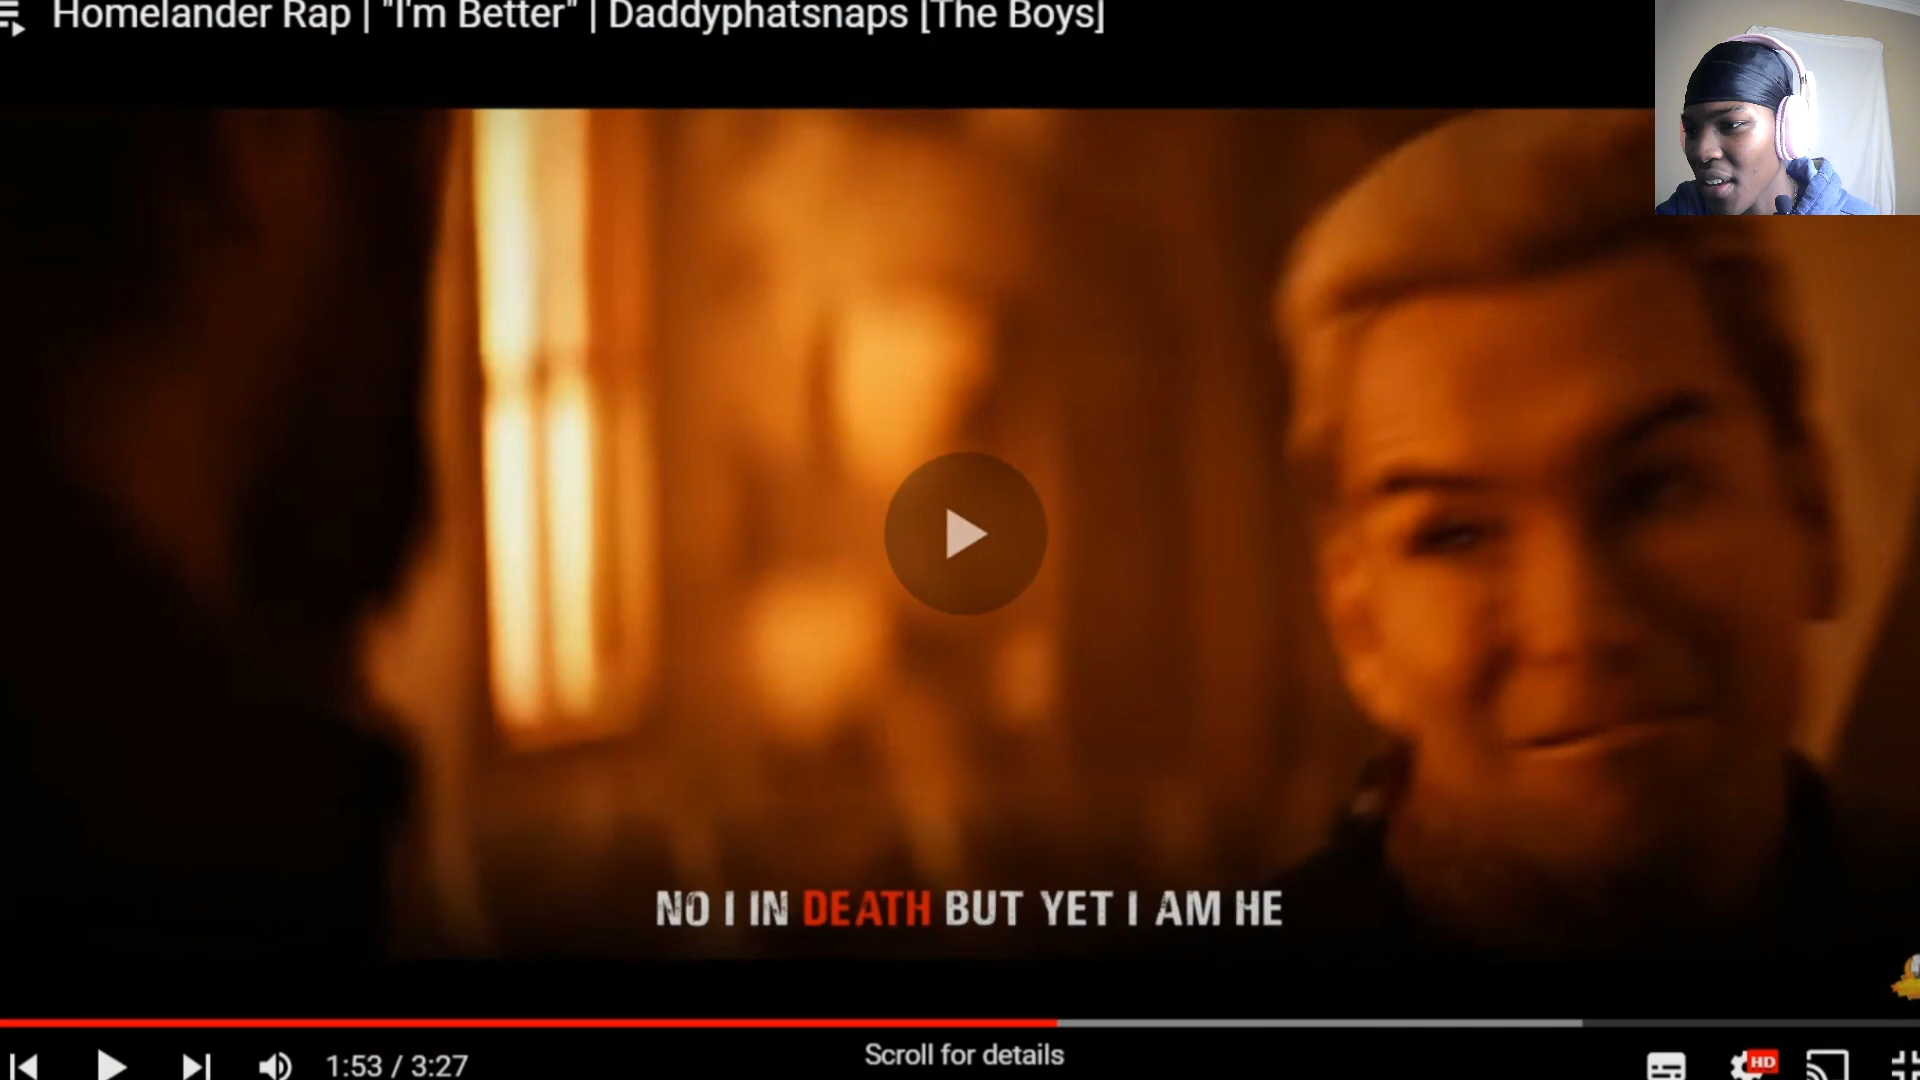 Homelander Rap | "I'm Better" | Daddyphatsnaps [The Boys]
NO I IN DEATH BUT YET I AM HE
1:53 / 3:27
Scroll for details
HD